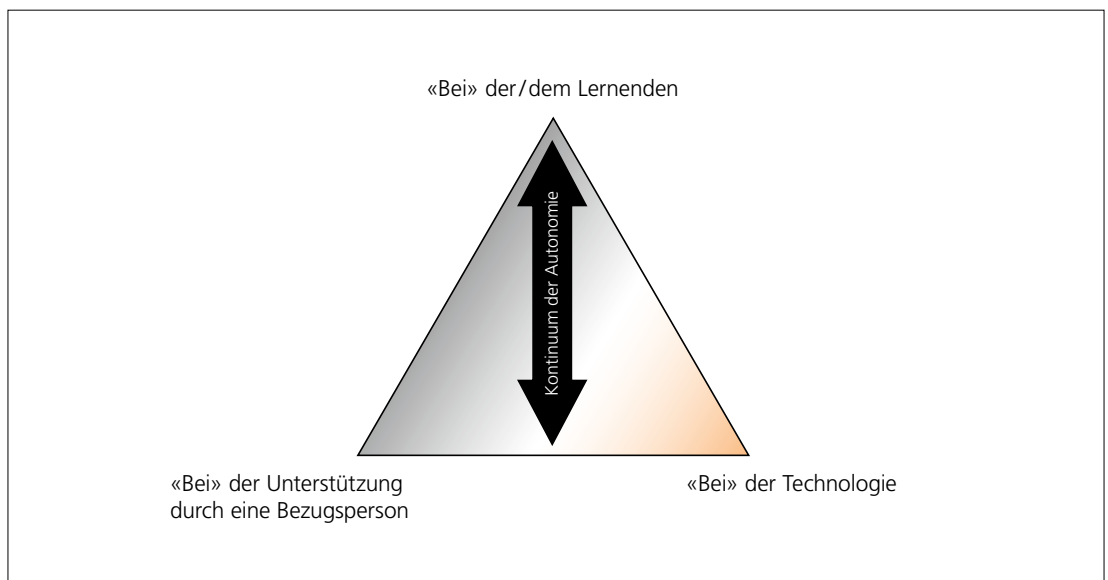 «Bei» der/dem Lernenden
Kontinuum der Autonomie
«Bei» der Unterstützung
durch eine Bezugsperson
«Bei» der Technologie